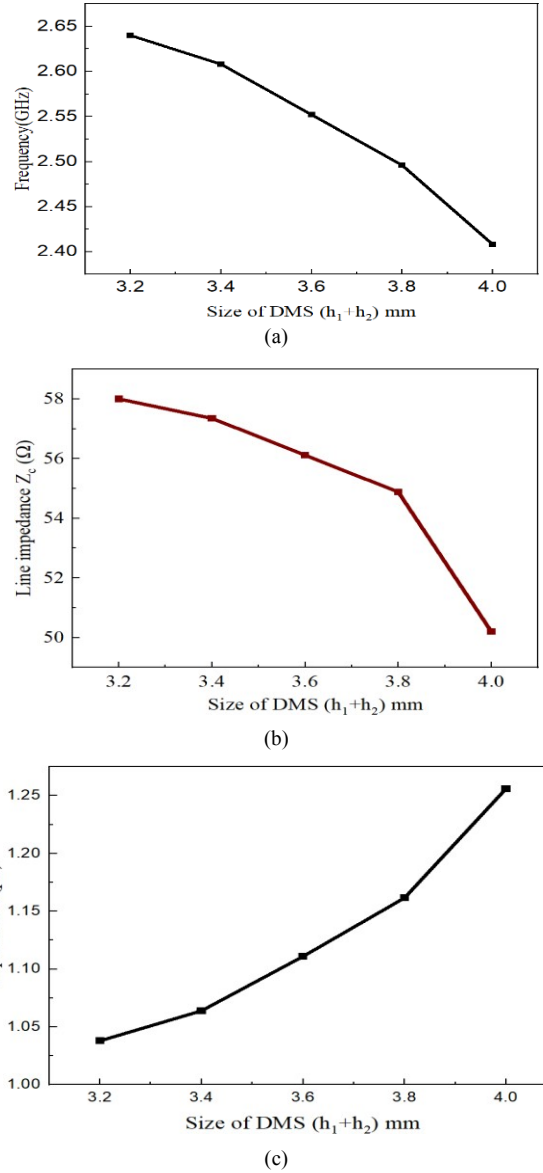 2.65
2.60
2.55
2.50
2.45
2.40
Frequency(GHz)
3.2 3.4 3.6 3.8 4.0
Size of DMS (h₁+h₂) mm
(a)
58
56
54
52
50
Line impedance Z_c (Ω)
3.2 3.4 3.6 3.8 4.0
Size of DMS (h₁+h₂) mm
(b)
1.25
1.20
1.15
1.10
1.05
1.00
3.2 3.4 3.6 3.8 4.0
Size of DMS (h₁+h₂) mm
(c)